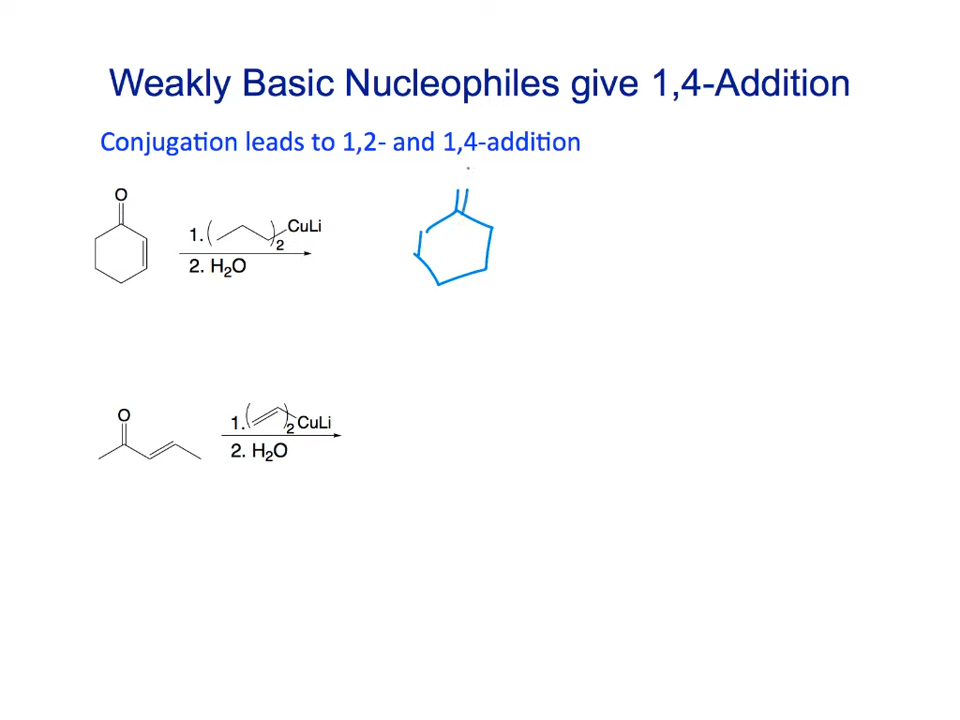 Weakly Basic Nucleophiles give 1,4-Addition
Conjugation leads to 1,2- and 1,4-addition
O
1. ( )2 CuLi
2. H2O
O
1. ( )2 CuLi
2. H2O